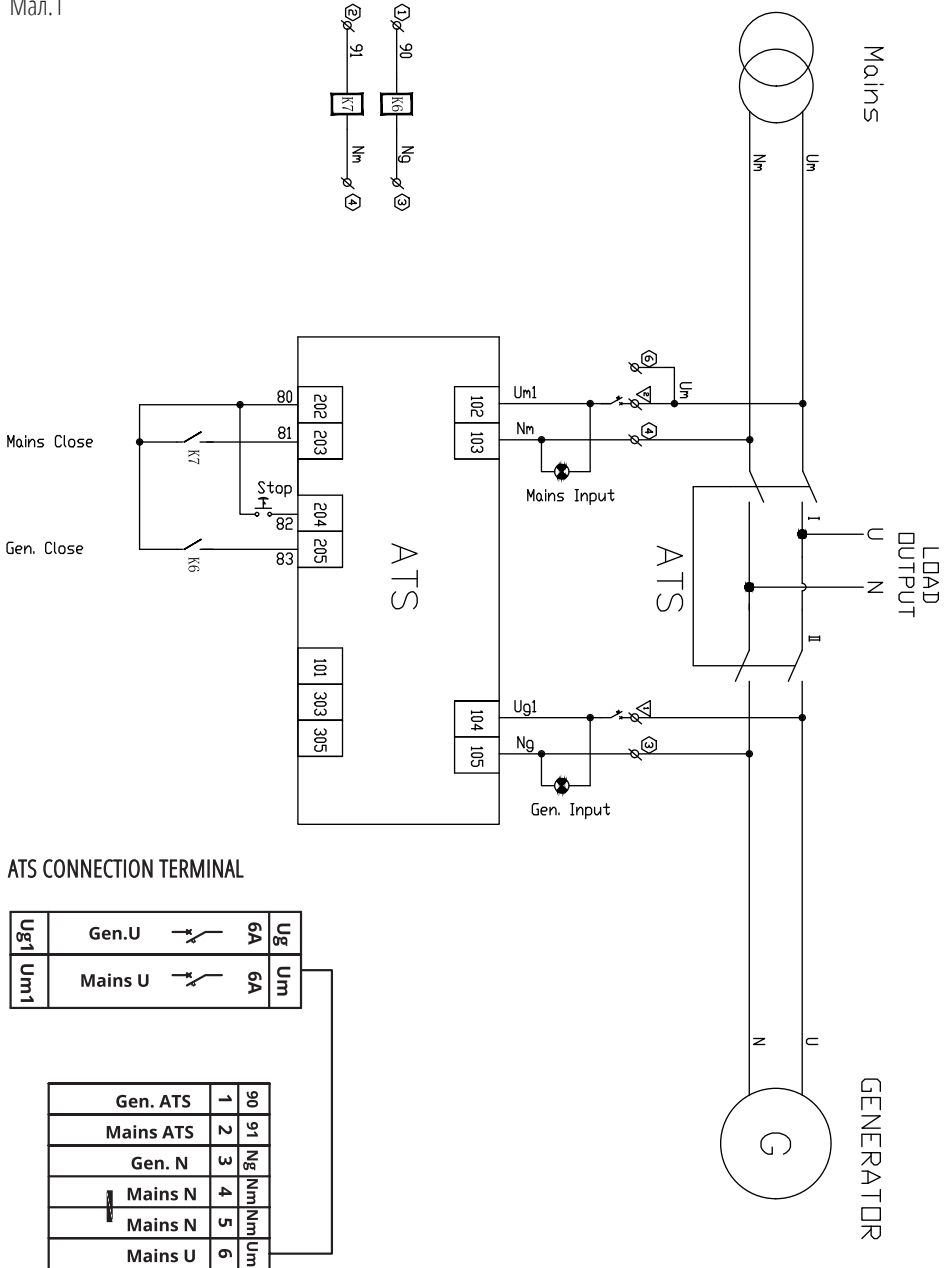 Мал.1
2
1
91
90
K7
K6
Nm
Ng
4
3
Mains
Nm
Um
6
Um
Um1
2
Nm
4
Mains Input
102
103
80
202
81
203
Mains Close
K7
Stop
82
204
Gen. Close
K6
83
205
ATS
ATS
I
U
N
LOAD
OUTPUT
II
101
303
305
104
105
Ug1
1
Ng
3
Gen. Input
N
U
G
GENERATOR
ATS CONNECTION TERMINAL
Ug1 Gen.U 6A Ug
Um1 Mains U 6A Um
Gen. ATS 1 90
Mains ATS 2 91
Gen. N 3 Ng
Mains N 4 Nm
Mains N 5 Nm
Mains U 6 Um